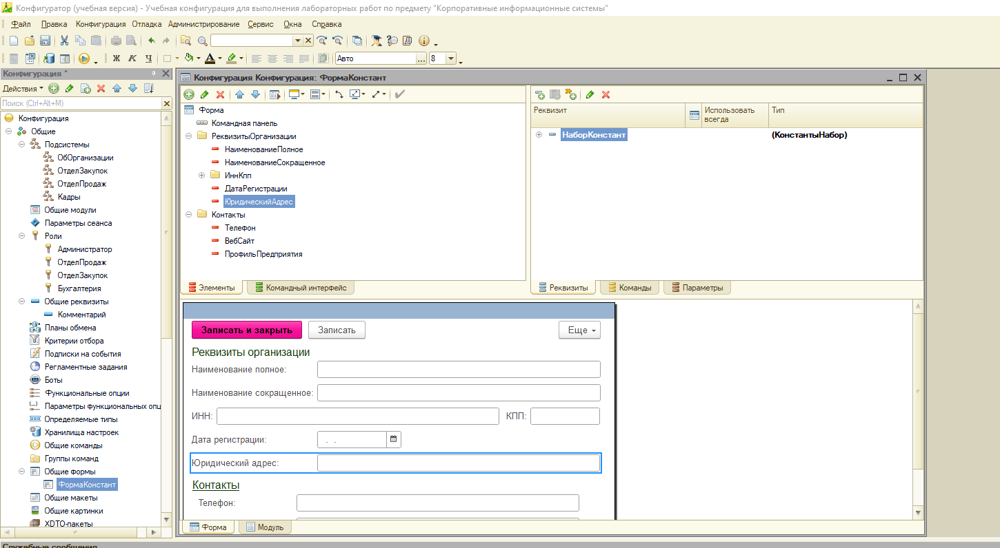 Конфигуратор (учебная версия) - Учебная конфигурация для выполнения лабораторных работ по предмету "Корпоративные информационные системы"
Файл Правка Конфигурация Отладка Администрирование Сервис Окна Справка
Ж К Ч А Авто ... 8
Конфигурация *
Действия
Поиск (Ctrl+Alt+M)
Конфигурация
Общие
Подсистемы
ОбОрганизации
ОтделЗакупок
ОтделПродаж
Кадры
Общие модули
Параметры сеанса
Роли
Администратор
ОтделПродаж
ОтделЗакупок
Бухгалтерия
Общие реквизиты
Комментарий
Планы обмена
Критерии отбора
Подписки на события
Регламентные задания
Боты
Функциональные опции
Параметры функциональных опц
Определяемые типы
Хранилища настроек
Общие команды
Группы команд
Общие формы
ФормаКонстант
Общие макеты
Общие картинки
XDTO-пакеты
Конфигурация Конфигурация: ФормаКонстант
Форма
Командная панель
РеквизитыОрганизации
НаименованиеПолное
НаименованиеСокращенное
ИннКпп
ДатаРегистрации
ЮридическийАдрес
Контакты
Телефон
ВебСайт
ПрофильПредприятия
Элементы Командный интерфейс
Реквизит Использовать всегда Тип
НаборКонстант (КонстантыНабор)
Реквизиты Команды Параметры
Записать и закрыть Записать Еще
Реквизиты организации
Наименование полное:
Наименование сокращенное:
ИНН: КПП:
Дата регистрации: . .
Юридический адрес:
Контакты
Телефон:
Форма Модуль
Служебные сообщения